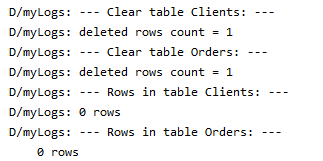 D/myLogs: --- Clear table Clients: ---
D/myLogs: deleted rows count = 1
D/myLogs: --- Clear table Orders: ---
D/myLogs: deleted rows count = 1
D/myLogs: --- Rows in table Clients: ---
D/myLogs: 0 rows
D/myLogs: --- Rows in table Orders: ---
    0 rows